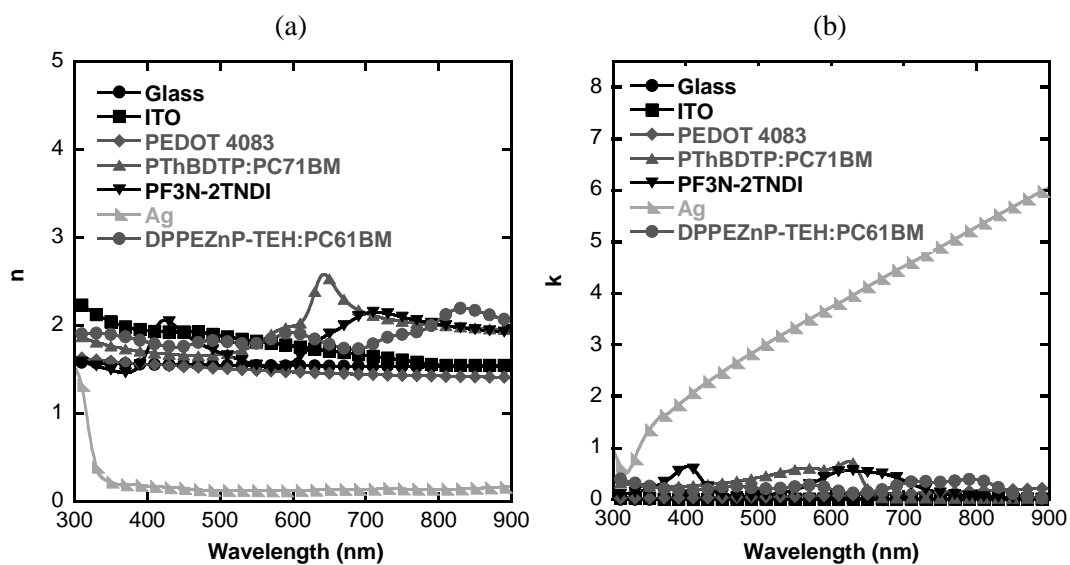 (a)
5
4
3
2
1
0
n
Glass
ITO
PEDOT 4083
PThBDTP:PC71BM
PF3N-2TNDI
Ag
DPPEZnP-TEH:PC61BM
300 400 500 600 700 800 900
Wavelength (nm)
(b)
8
7
6
5
4
3
2
1
0
k
Glass
ITO
PEDOT 4083
PThBDTP:PC71BM
PF3N-2TNDI
Ag
DPPEZnP-TEH:PC61BM
300 400 500 600 700 800 900
Wavelength (nm)